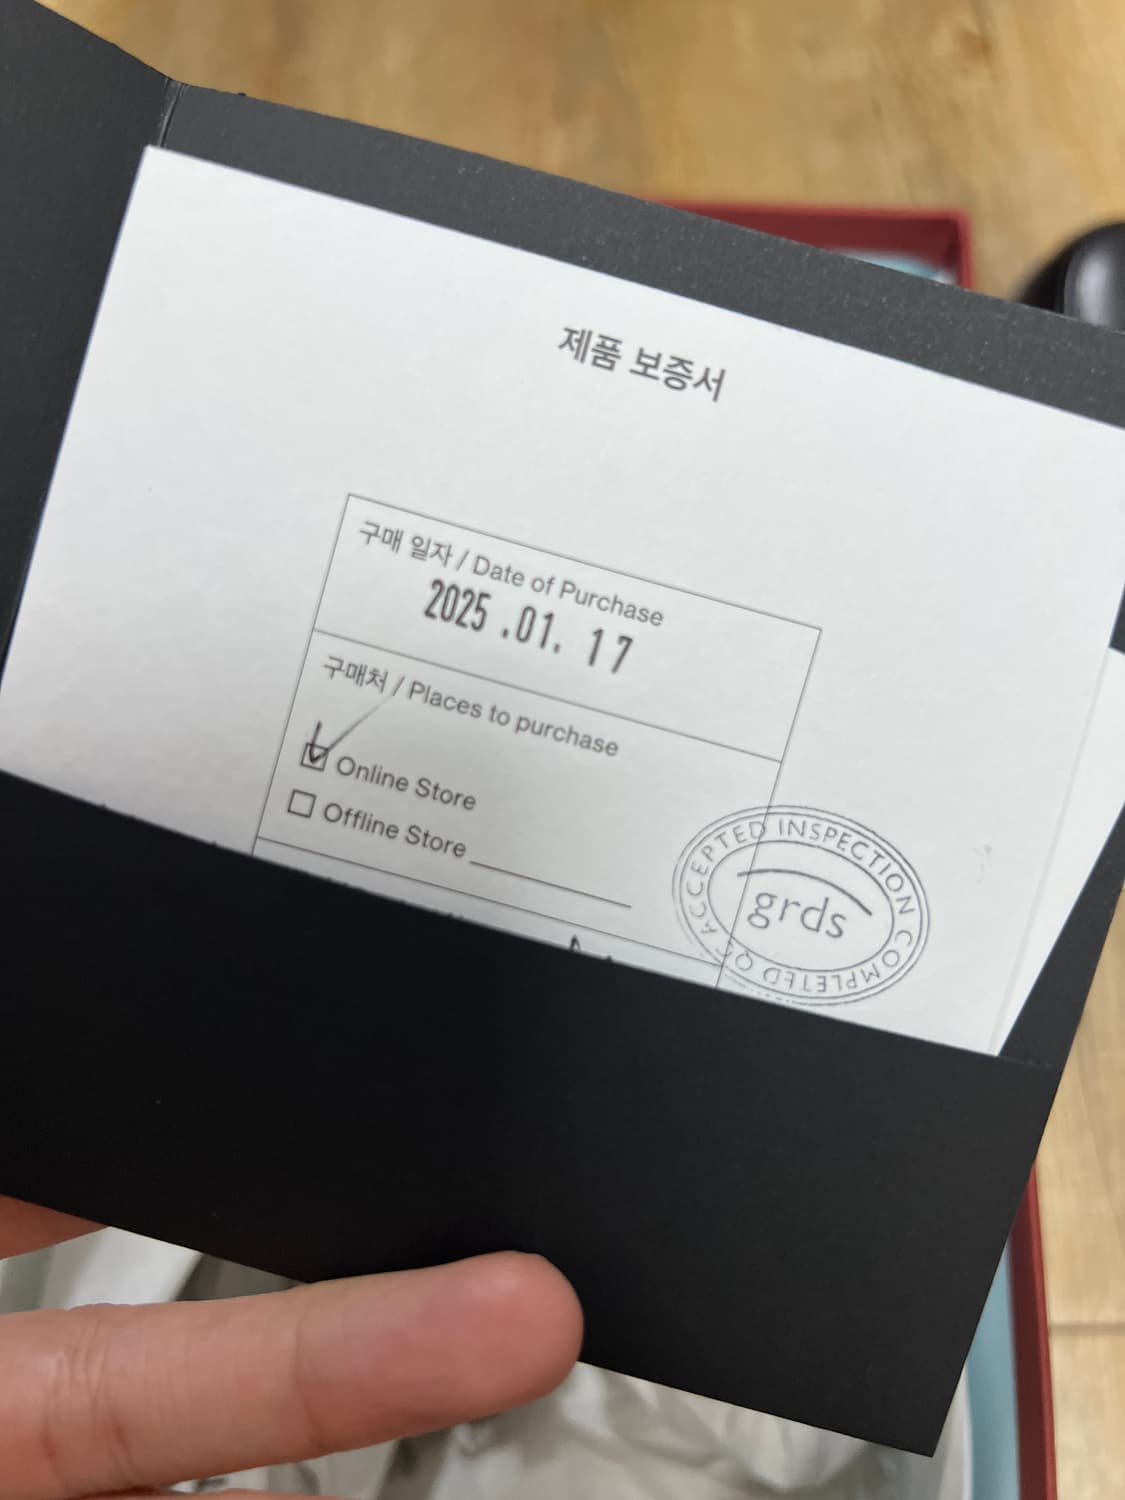 제품 보증서
구매 일자 / Date of Purchase
2025 .01. 17
구매처 / Places to purchase
Online Store
Offline Store
ACCEPTED INSPECTION COMPLETED QC
grds